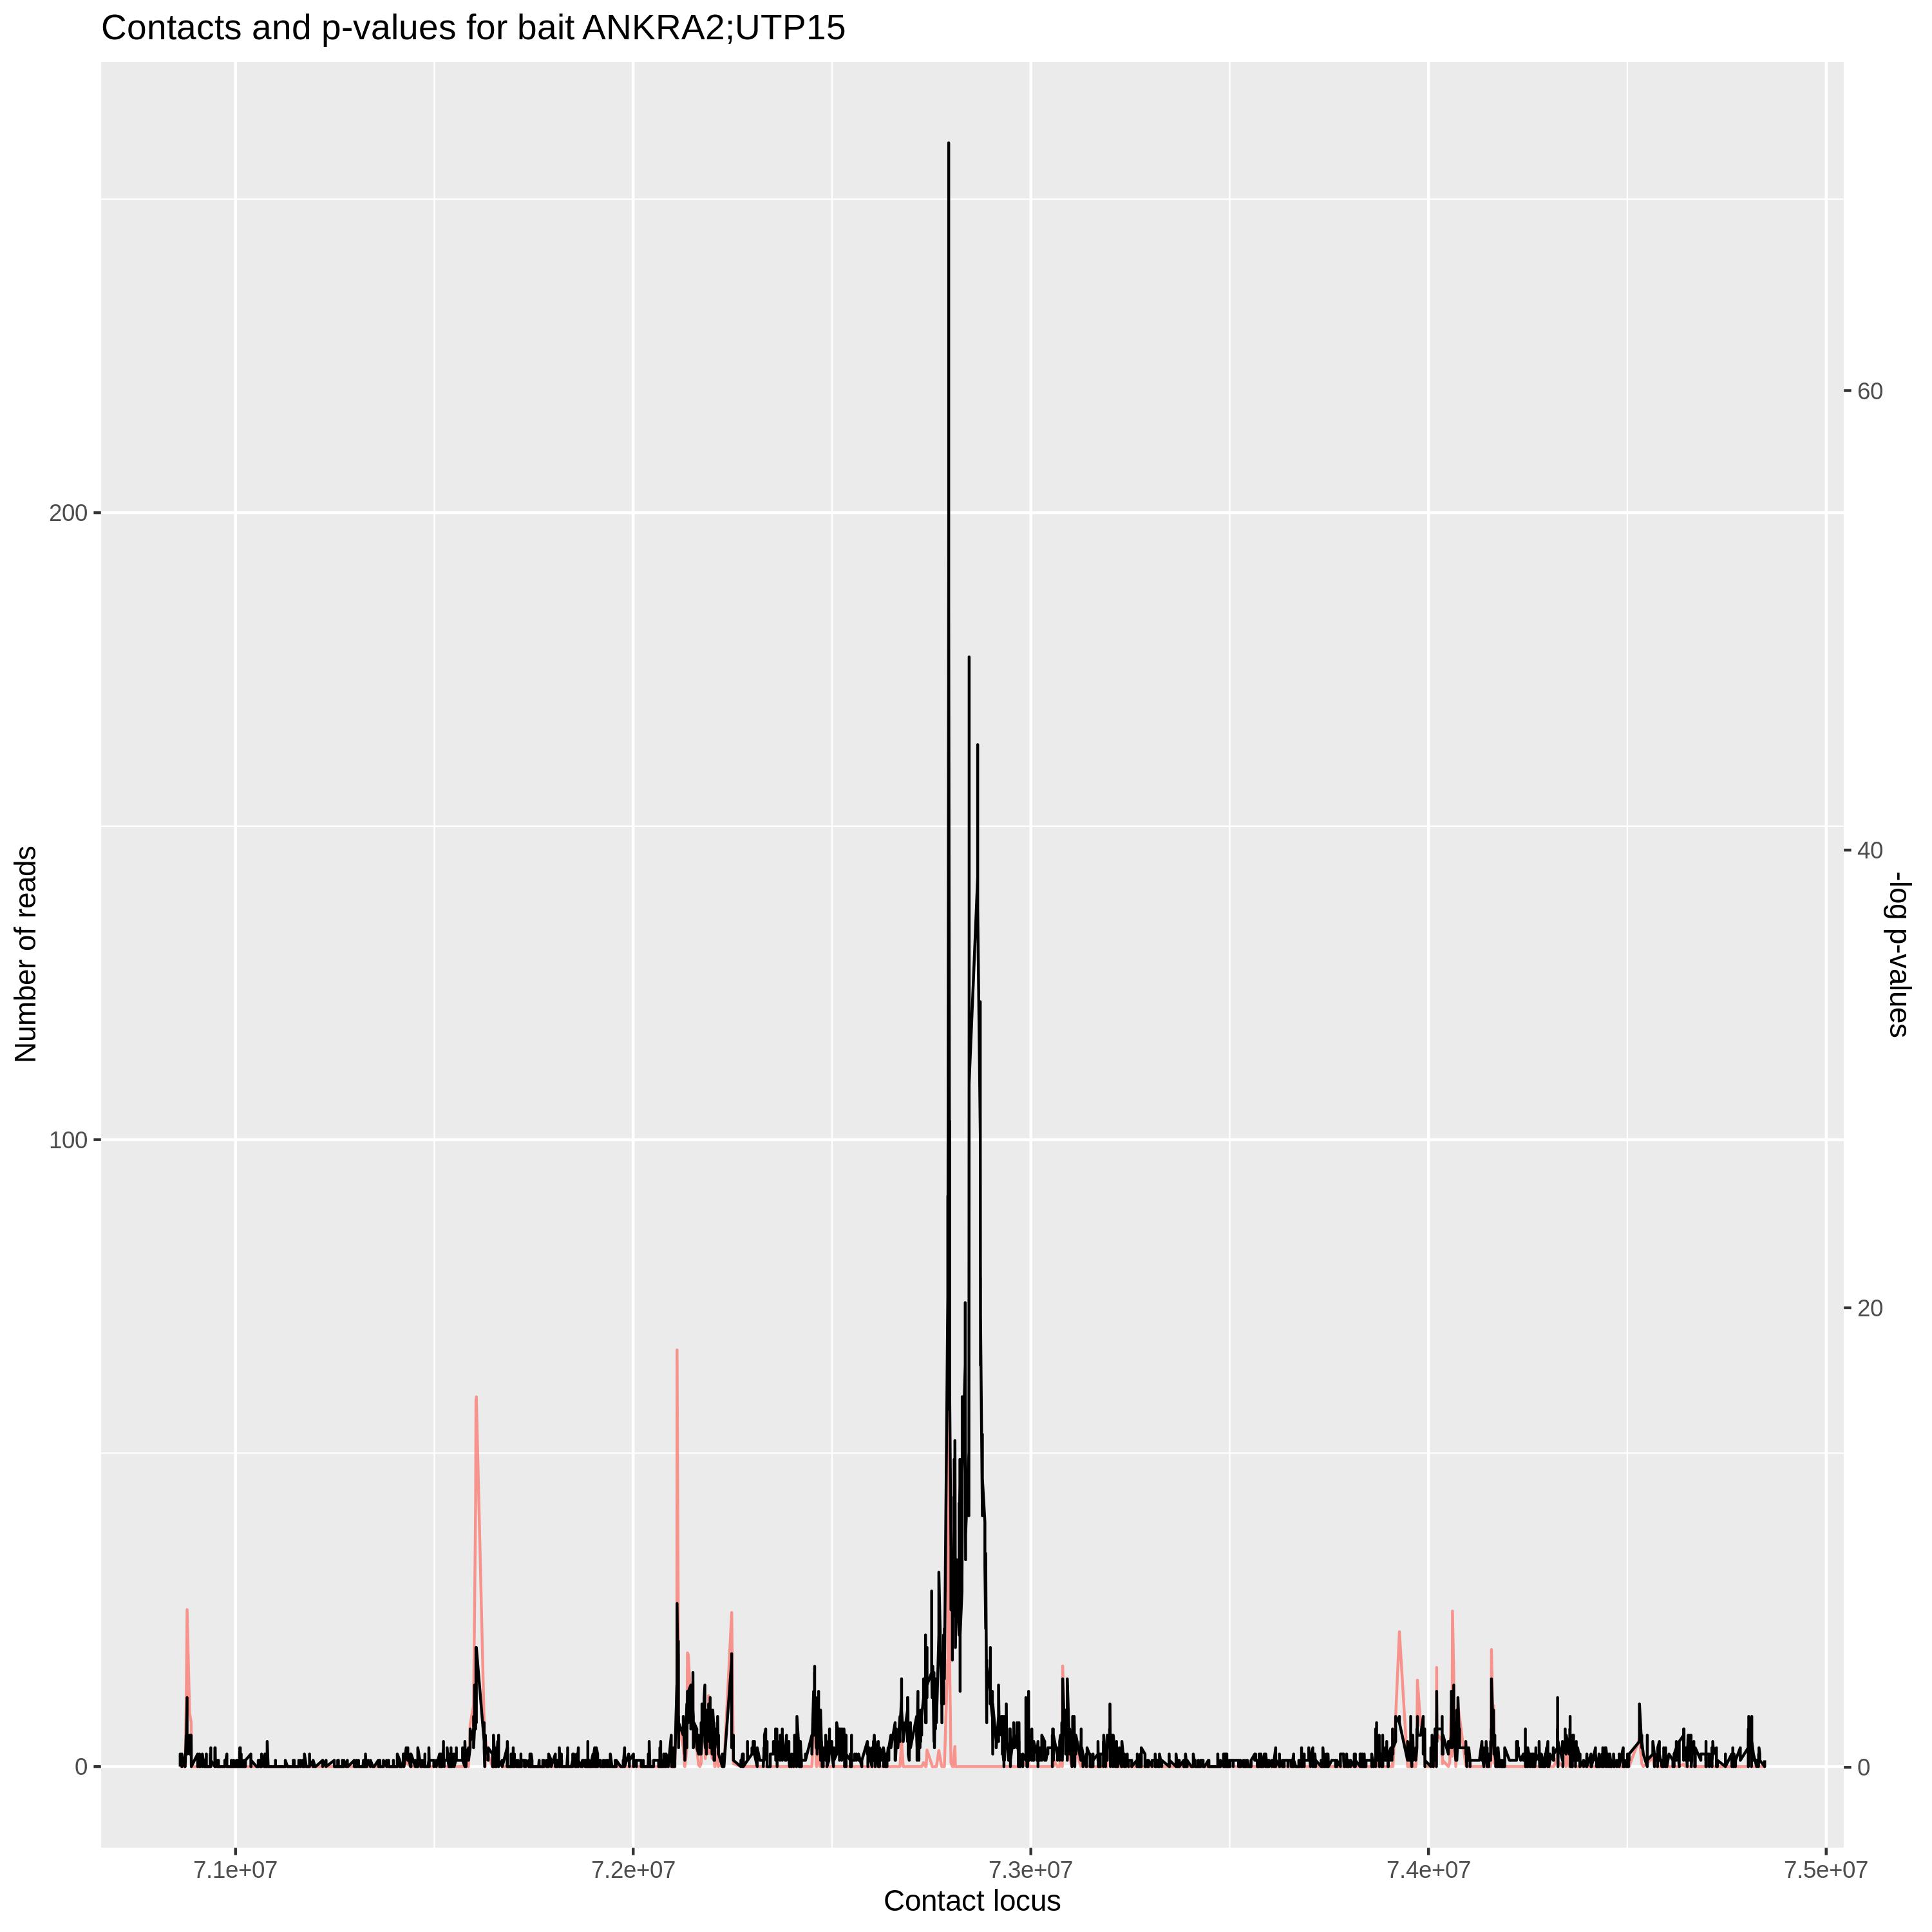 Contacts and p-values for bait ANKRA2;UTP15
Number of reads
200
100
0
60
40
20
0
-log p-values
7.1e+07
7.2e+07
7.3e+07
7.4e+07
7.5e+07
Contact locus